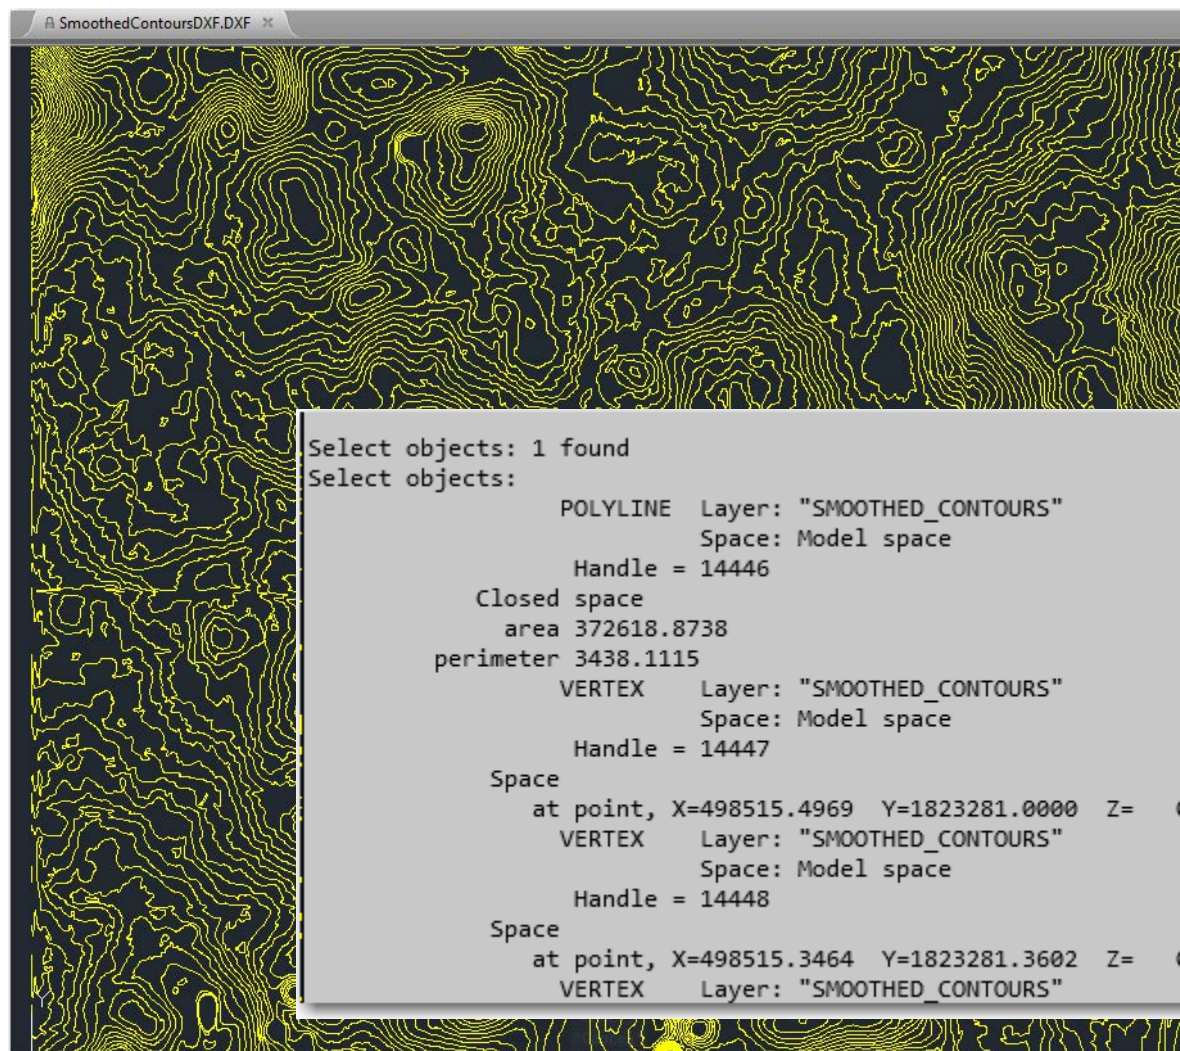 SmoothedContoursDXF.DXF
Select objects: 1 found
Select objects:
POLYLINE Layer: "SMOOTHED_CONTOURS"
Space: Model space
Handle = 14446
Closed space
area 372618.8738
perimeter 3438.1115
VERTEX Layer: "SMOOTHED_CONTOURS"
Space: Model space
Handle = 14447
Space
at point, X=498515.4969 Y=1823281.0000 Z=
VERTEX Layer: "SMOOTHED_CONTOURS"
Space: Model space
Handle = 14448
Space
at point, X=498515.3464 Y=1823281.3602 Z=
VERTEX Layer: "SMOOTHED_CONTOURS"